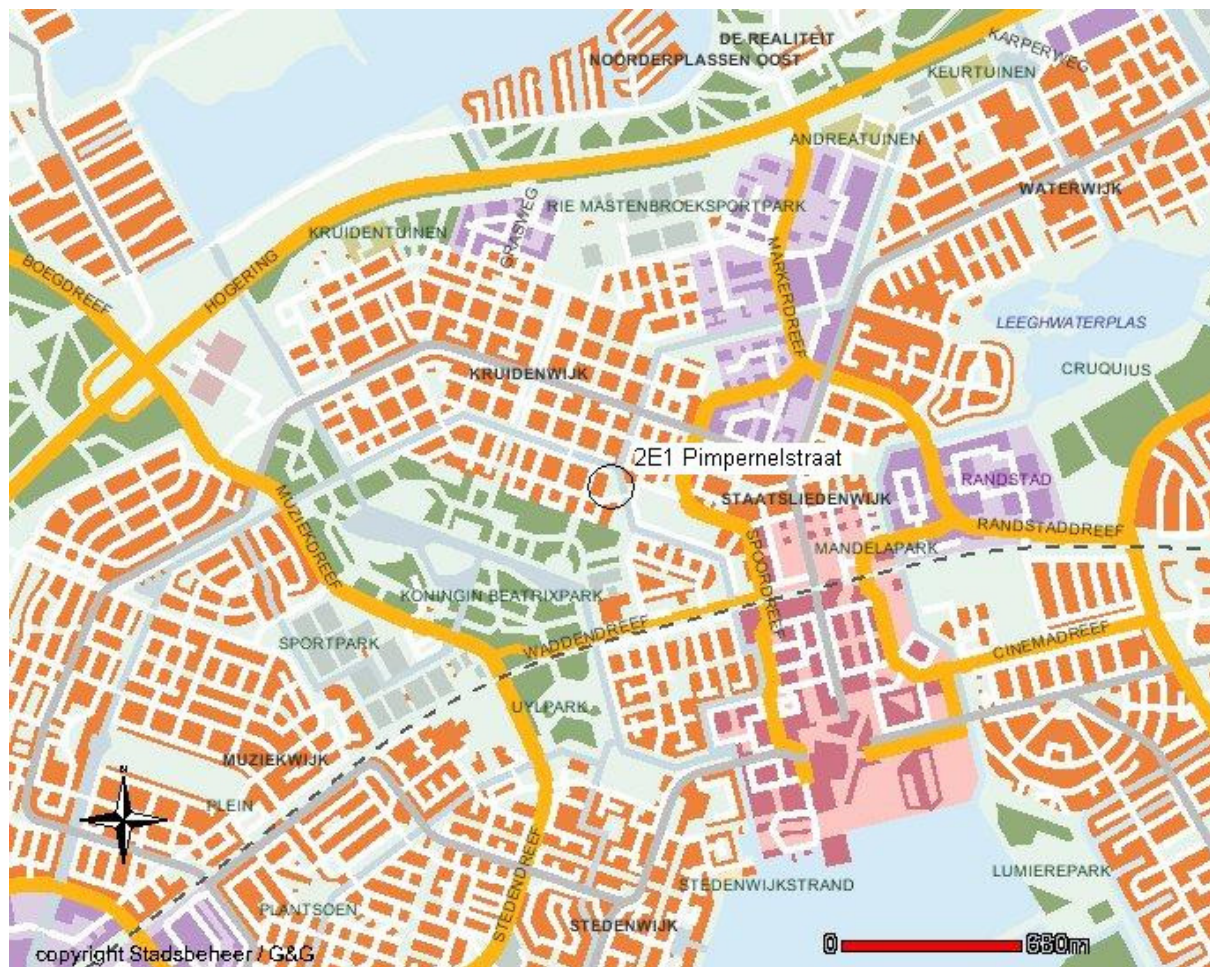 DE REALITEIT
NOORDERPLASSEN OOST
KARPERWEG
KEURTUINEN
ANDREATUINEN
WATERWIJK
GRASWEG
RIE MASTENBROEKSPORTPARK
KRUIDENTUINEN
BOEGDREEF
HOGERING
MARKERDREEF
LEEGHWATERPLAS
CRUQUIUS
KRUIDENWIJK
2E1 Pimpernelstraat
RANDSTAD
STAATSLIEDENWIJK
MUZIEKDREEF
RANDSTADDREEF
MANDELAPARK
SPOORDREEF
KONINGIN BEATRIXPARK
WADDENDREEF
SPORTPARK
CINEMADREEF
UYLPARK
MUZIEKWIJK
N
PLEIN
STEDENDREEF
LUMIEREPARK
STEDENWIJKSTRAND
PLANTSOEN
STEDENWIJK
0 660m
copyright Stadsbeheer / G&G